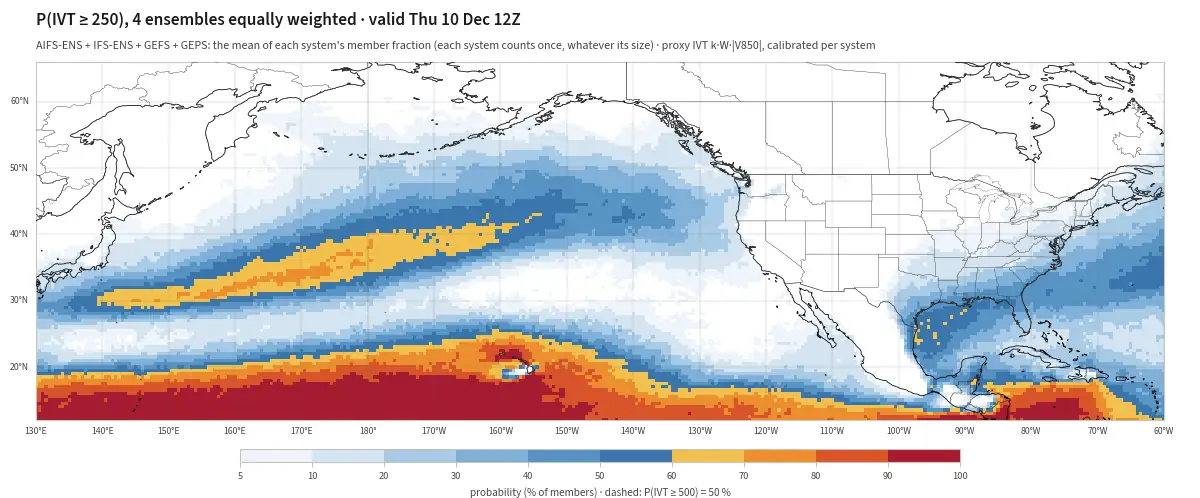 P(IVT ≥ 250), 4 ensembles equally weighted · valid Thu 10 Dec 12Z
AIFS-ENS + IFS-ENS + GEFS + GEPS: the mean of each system's member fraction (each system counts once, whatever its size) · proxy IVT k·W·|V850|, calibrated per system
60°N
50°N
40°N
30°N
20°N
130°E 140°E 150°E 160°E 170°E 180° 170°W 160°W 150°W 140°W 130°W 120°W 110°W 100°W 90°W 80°W 70°W 60°W
5 10 20 30 40 50 60 70 80 90 100
probability (% of members) · dashed: P(IVT ≥ 500) = 50 %